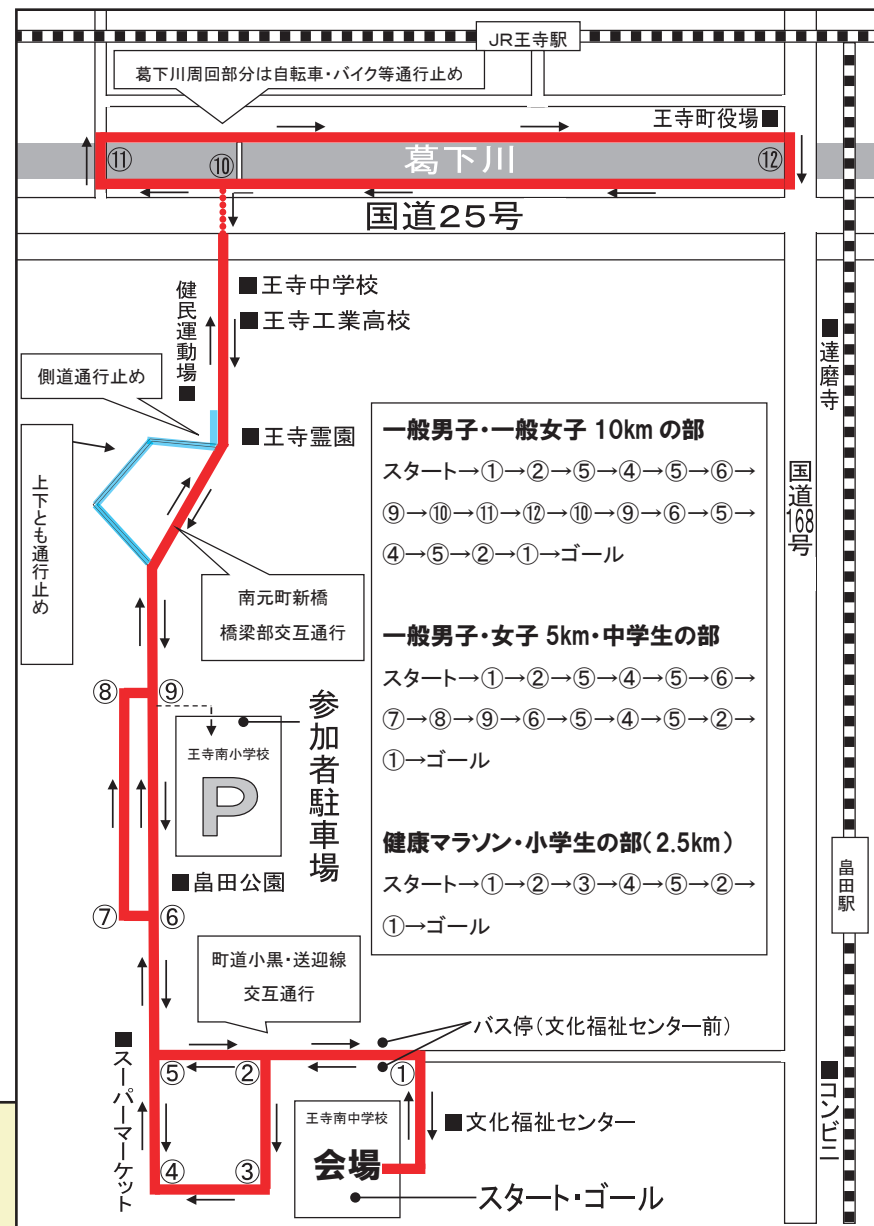 JR王寺駅
葛下川周回部分は自転車・バイク等通行止め
王寺町役場■
⑪
⑩
葛下川
⑫
国道25号
■王寺中学校
■王寺工業高校
健民運動場■
側道通行止め
■王寺霊園
上下とも通行止め
南元町新橋
橋梁部交互通行
■達磨寺
国道168号
一般男子・一般女子 10km の部
スタート→①→②→⑤→④→⑤→⑥→
⑨→⑩→⑪→⑫→⑩→⑨→⑥→⑤→
④→⑤→②→①→ゴール
一般男子・女子 5km・中学生の部
スタート→①→②→⑤→④→⑤→⑥→
⑦→⑧→⑨→⑥→⑤→④→⑤→②→
①→ゴール
健康マラソン・小学生の部(2.5km)
スタート→①→②→③→④→⑤→②→
①→ゴール
⑧
⑨
参加者駐車場
王寺南小学校
P
■畠田公園
⑦
⑥
畠田駅
町道小黒・送迎線
交互通行
バス停(文化福祉センター前)
■スーパーマーケット
⑤
②
①
■コンビニ
王寺南中学校
会場
■文化福祉センター
④
③
スタート・ゴール